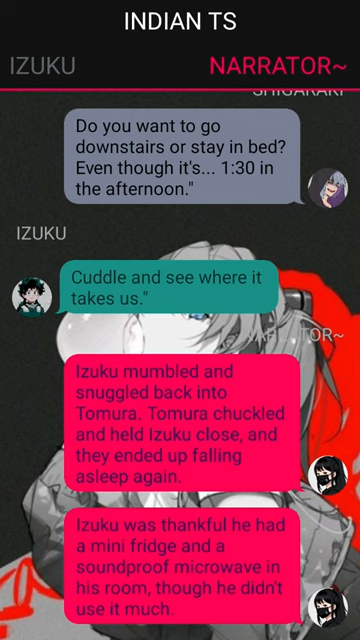 INDIAN TS
IZUKU
NARRATOR~
SHIGARAKI
Do you want to go
downstairs or stay in bed?
Even though it's... 1:30 in
the afternoon."
IZUKU
Cuddle and see where it
takes us."
NARRATOR~
Izuku mumbled and
snuggled back into
Tomura. Tomura chuckled
and held Izuku close, and
they ended up falling
asleep again.
Izuku was thankful he had
a mini fridge and a
soundproof microwave in
his room, though he didn't
use it much.